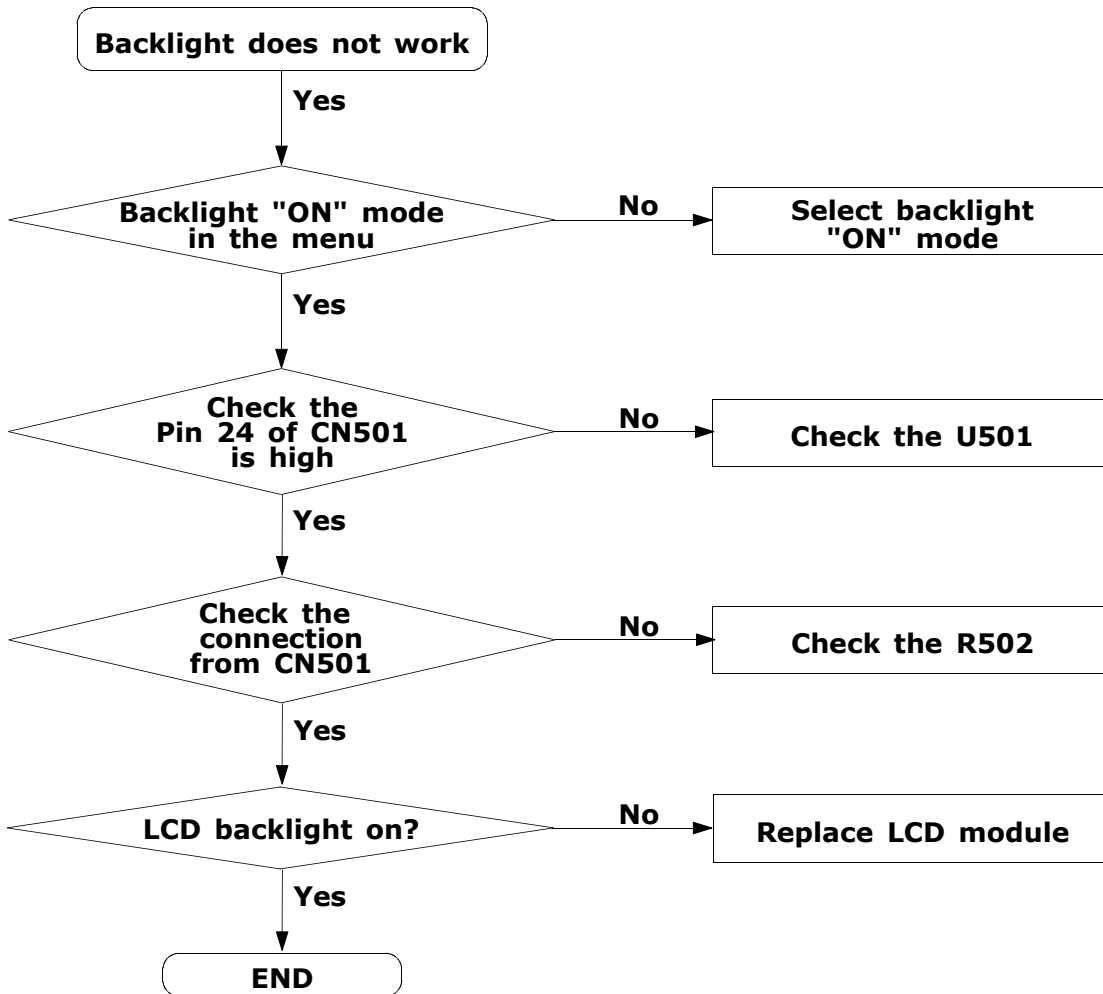 Backlight does not work
Yes
Backlight "ON" mode
in the menu
No
Select backlight
"ON" mode
Yes
Check the
Pin 24 of CN501
is high
No
Check the U501
Yes
Check the
connection
from CN501
No
Check the R502
Yes
LCD backlight on?
No
Replace LCD module
Yes
END